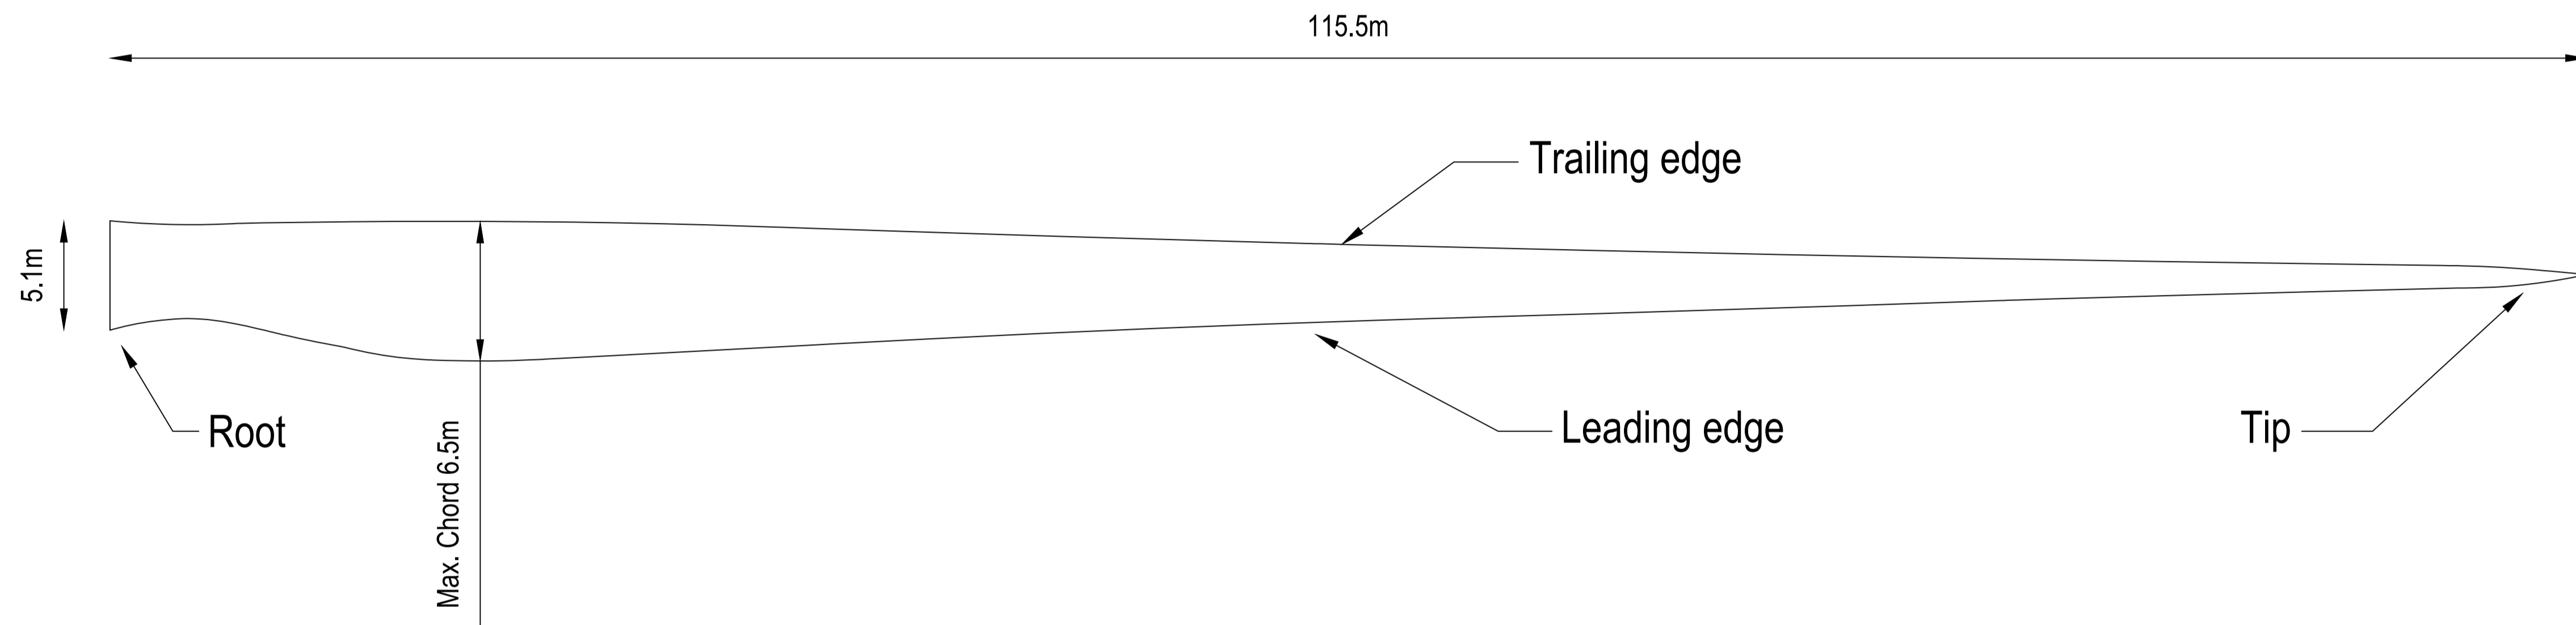 115.5m
Trailing edge
5.1m
Root
Max. Chord 6.5m
Leading edge
Tip